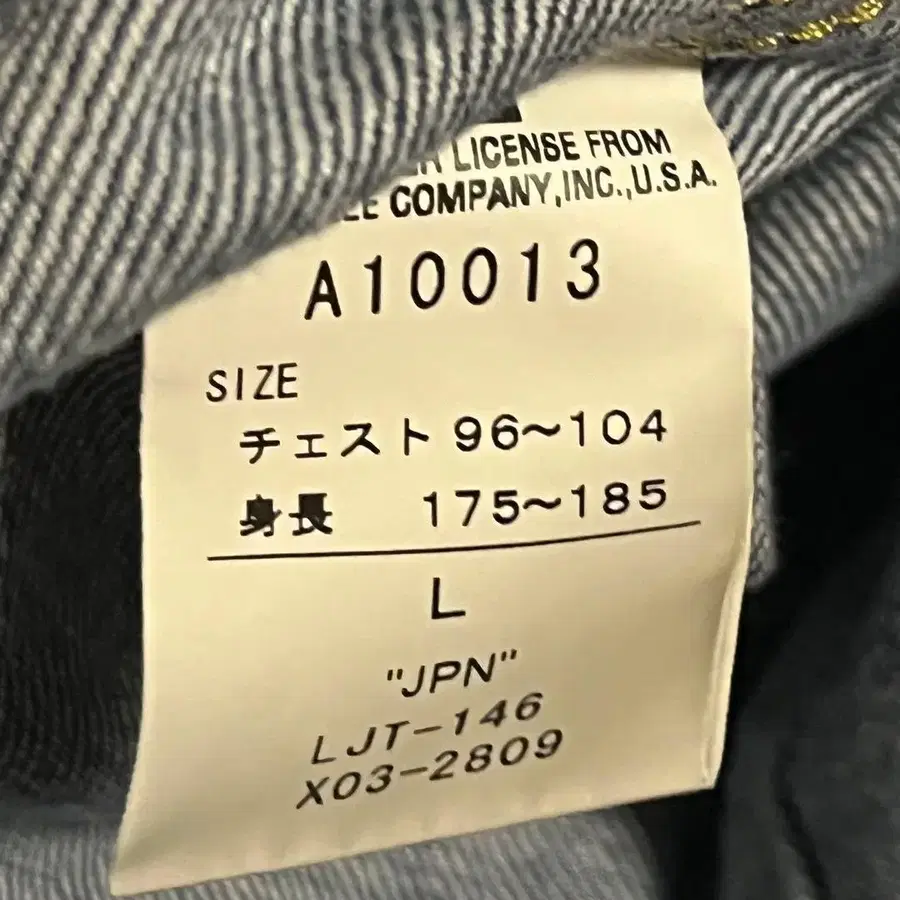 LICENSE FROM
COMPANY,INC.,U.S.A.
A10013
SIZE
チェスト 96~104
身長 175~185
L
"JPN"
LJT-146
X03-2809